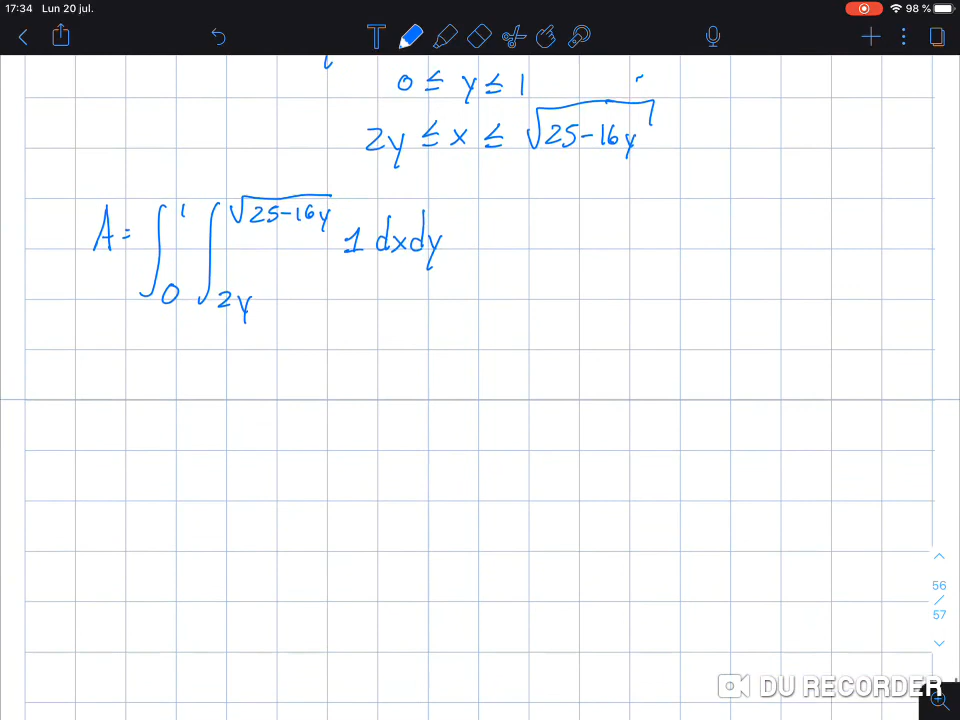 17:34 Lun 20 jul. 98 %
0 ≤ y ≤ 1
2y ≤ x ≤ √25-16y
A= ∫₀¹ ∫₂ᵧ^√25-16y 1 dxdy
56
/
57
DU RECORDER